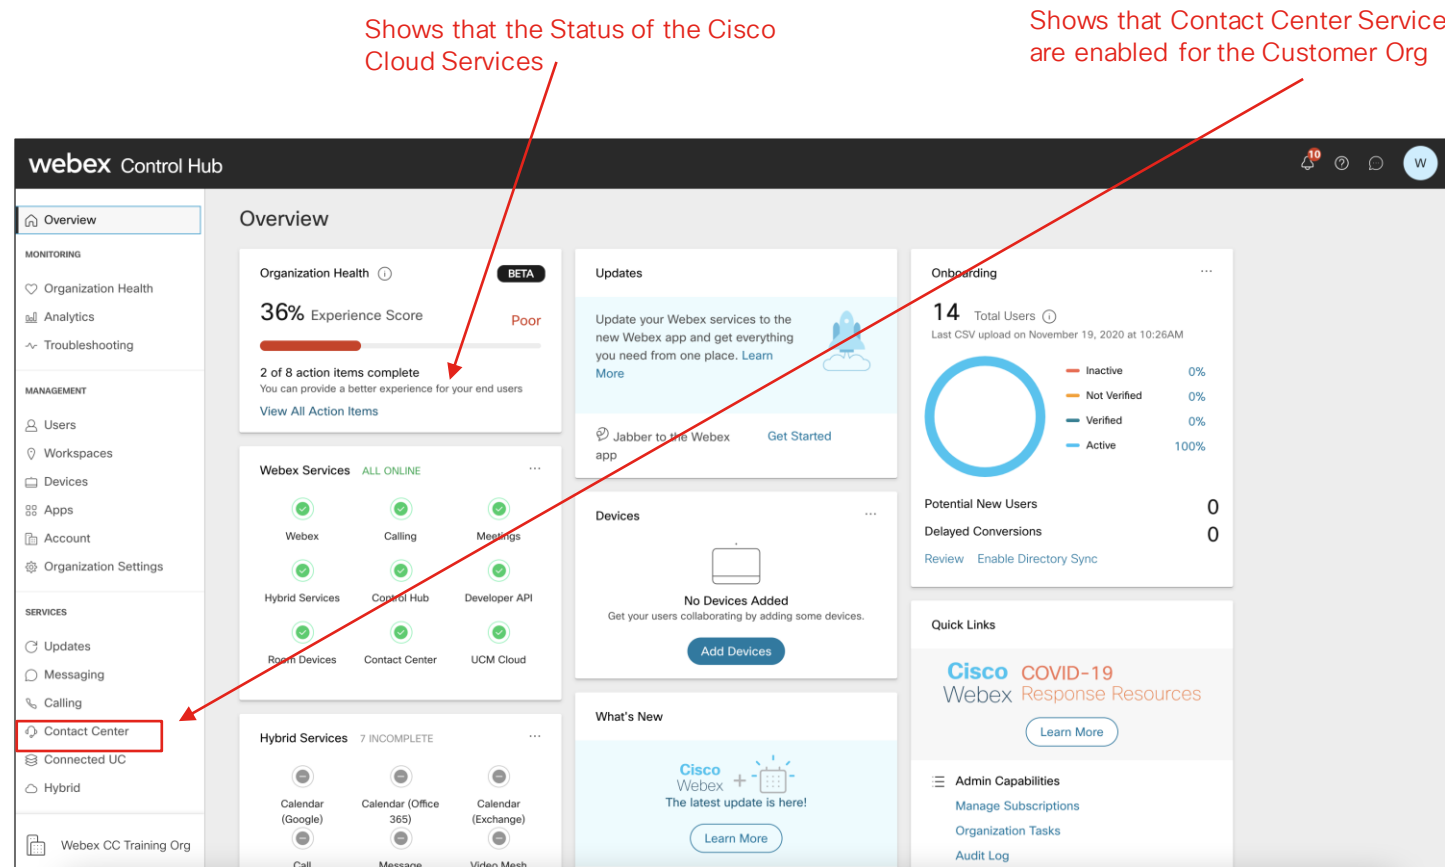 Shows that the Status of the Cisco
Cloud Services
Shows that Contact Center Service
are enabled for the Customer Org
webex Control Hub
10
W
Overview
MONITORING
Organization Health
Analytics
Troubleshooting
MANAGEMENT
Users
Workspaces
Devices
Apps
Account
Organization Settings
SERVICES
Updates
Messaging
Calling
Contact Center
Connected UC
Hybrid
Webex CC Training Org
Overview
Organization Health
BETA
36% Experience Score
Poor
2 of 8 action items complete
You can provide a better experience for your end users
View All Action Items
Webex Services ALL ONLINE
Webex Calling Meetings
Hybrid Services Control Hub Developer API
Room Devices Contact Center UCM Cloud
Hybrid Services 7 INCOMPLETE
Calendar Calendar (Office Calendar
(Google) 365) (Exchange)
Call Message Video Mesh
Updates
Update your Webex services to the
new Webex app and get everything
you need from one place. Learn
More
Jabber to the Webex Get Started
app
Devices
No Devices Added
Get your users collaborating by adding some devices.
Add Devices
What's New
Cisco
Webex +
The latest update is here!
Learn More
Onboarding
14 Total Users
Last CSV upload on November 19, 2020 at 10:26AM
Inactive 0%
Not Verified 0%
Verified 0%
Active 100%
Potential New Users 0
Delayed Conversions 0
Review Enable Directory Sync
Quick Links
Cisco COVID-19
Webex Response Resources
Learn More
Admin Capabilities
Manage Subscriptions
Organization Tasks
Audit Log